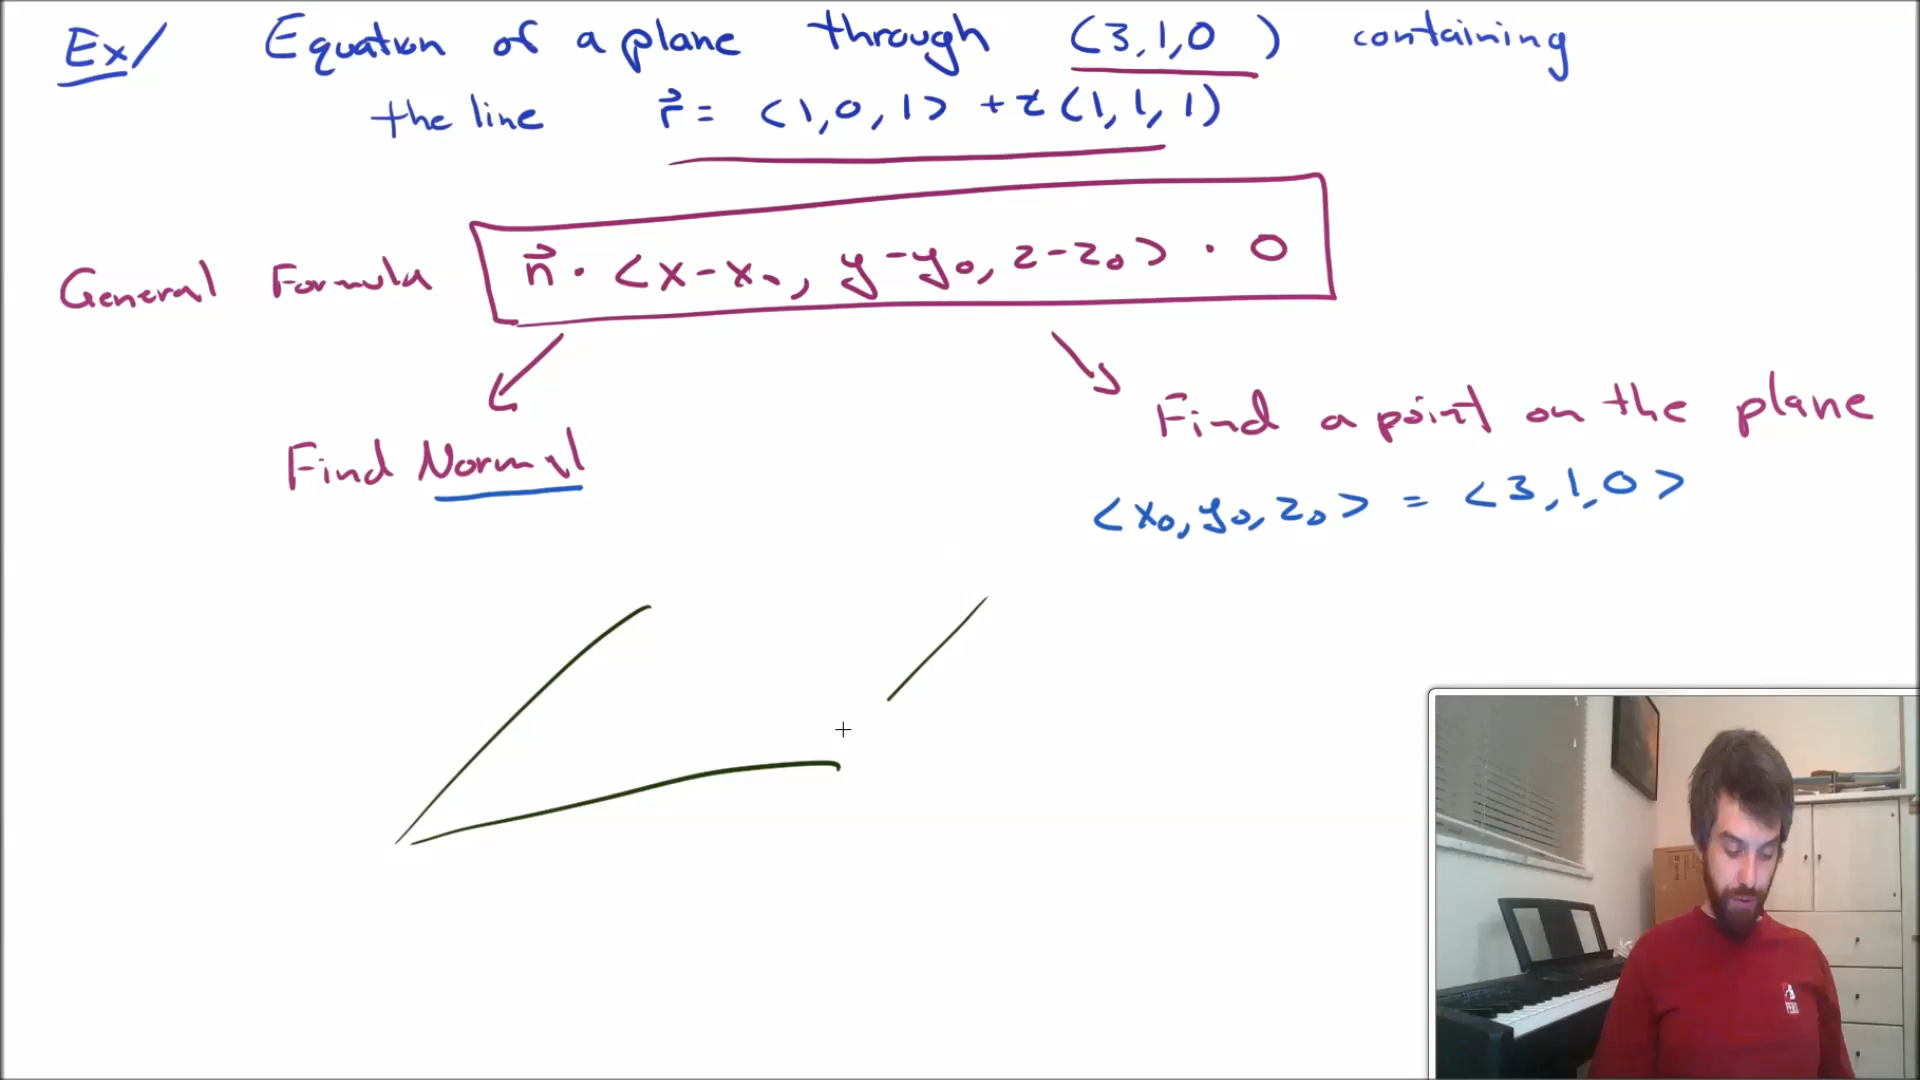 Ex/ Equation of a plane through (3,1,0) containing
the line r⃗ = <1,0,1> + t(1,1,1)
General Formula n⃗ · <x-x₀, y-y₀, z-z₀> · 0
Find Normal
Find a point on the plane
<x₀,y₀,z₀> = <3,1,0>